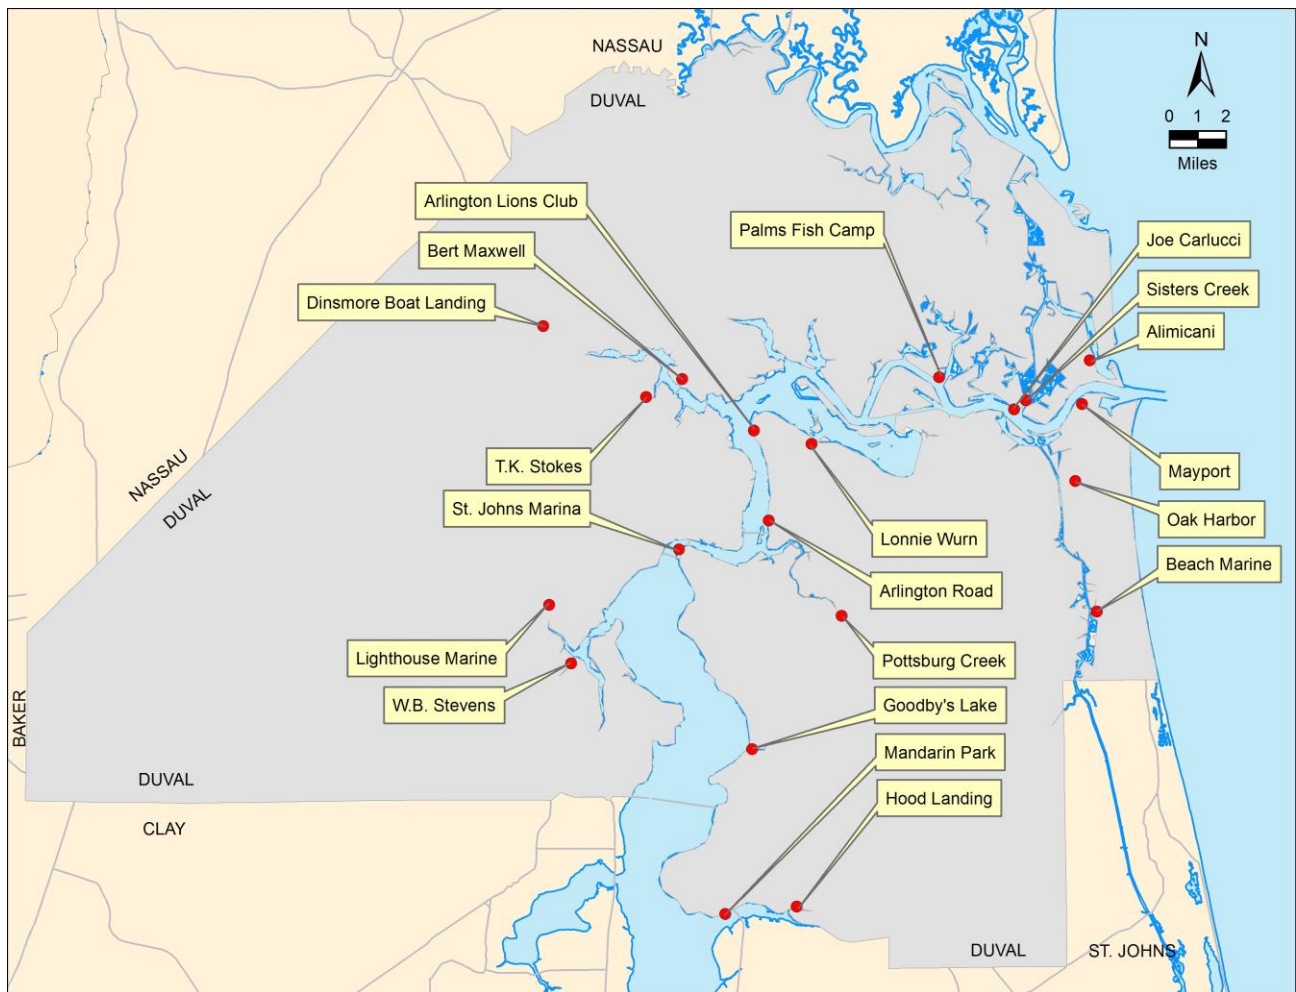 NASSAU
N
DUVAL
0 1 2
Miles
Arlington Lions Club
Palms Fish Camp
Joe Carlucci
Bert Maxwell
Sisters Creek
Dinsmore Boat Landing
Alimicani
T.K. Stokes
Mayport
NASSAU
DUVAL
St. Johns Marina
Oak Harbor
Lonnie Wurn
Beach Marine
Arlington Road
Lighthouse Marine
Pottsburg Creek
W.B. Stevens
Goodby's Lake
BAKER
Mandarin Park
DUVAL
Hood Landing
CLAY
DUVAL
ST. JOHNS